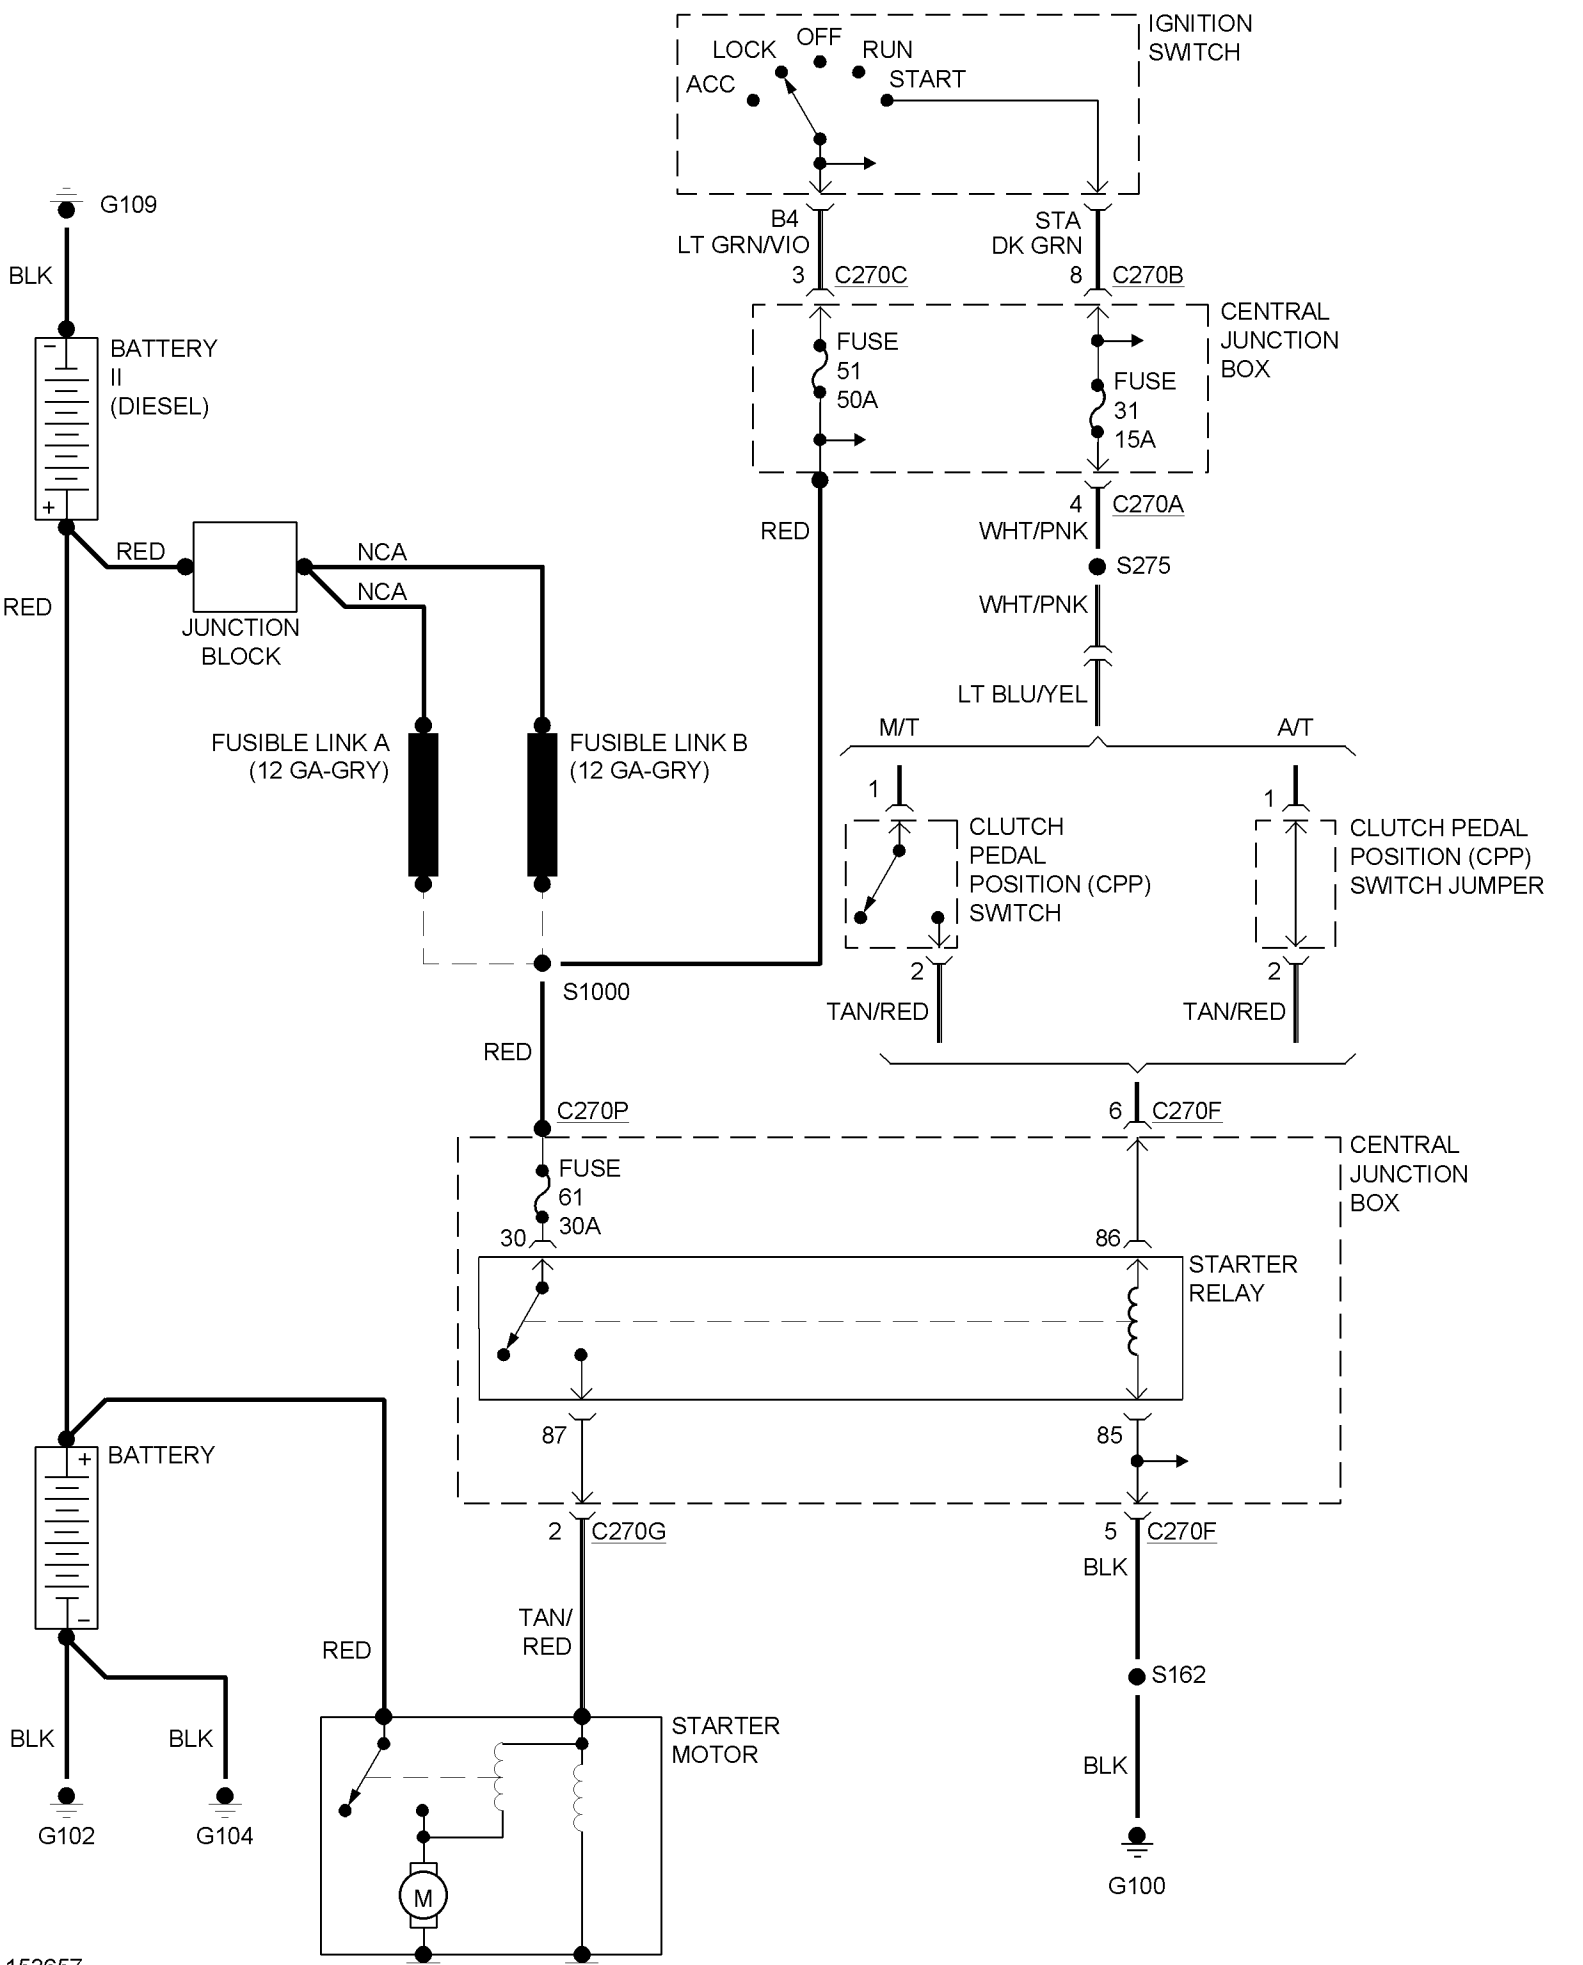 IGNITION
SWITCH
OFF
LOCK
RUN
ACC
START
G109
B4
LT GRN/VIO
STA
DK GRN
BLK
3
C270C
8
C270B
CENTRAL
JUNCTION
BOX
−
BATTERY
II
(DIESEL)
+
FUSE
51
50A
FUSE
31
15A
4
C270A
RED
WHT/PNK
S275
RED
NCA
NCA
RED
WHT/PNK
JUNCTION
BLOCK
LT BLU/YEL
M/T
A/T
FUSIBLE LINK A
(12 GA-GRY)
FUSIBLE LINK B
(12 GA-GRY)
1
1
CLUTCH
PEDAL
POSITION (CPP)
SWITCH
CLUTCH PEDAL
POSITION (CPP)
SWITCH JUMPER
2
2
S1000
TAN/RED
TAN/RED
RED
C270P
6
C270F
CENTRAL
JUNCTION
BOX
FUSE
61
30A
30
86
STARTER
RELAY
87
85
+
BATTERY
−
2
C270G
5
C270F
BLK
TAN/
RED
RED
S162
STARTER
MOTOR
BLK
BLK
BLK
G102
G104
G100
M